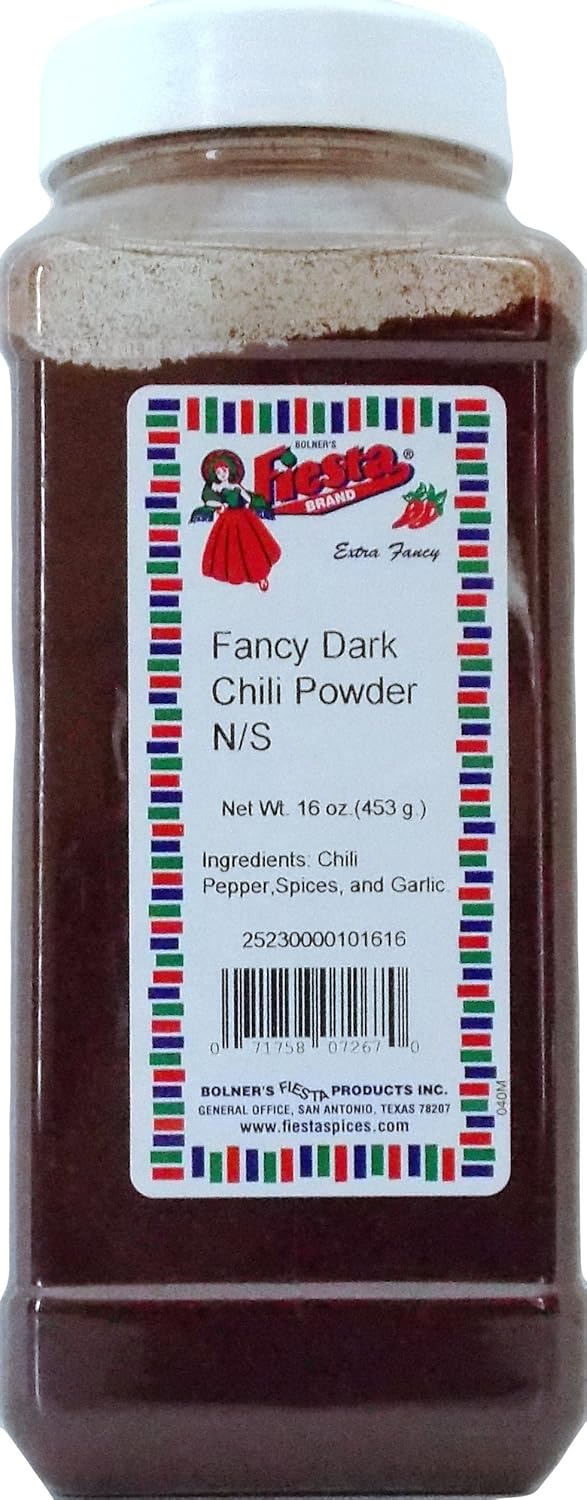 BOLNER'S
Fiesta®
BRAND
®
Extra Fancy
Fancy Dark
Chili Powder
N/S
Net Wt. 16 oz.(453 g.)
Ingredients: Chili
Pepper,Spices, and Garlic.
25230000101616
0 71758 07267 0
BOLNER'S FIESTA PRODUCTS INC.
GENERAL OFFICE, SAN ANTONIO, TEXAS 78207
www.fiestaspices.com
040M